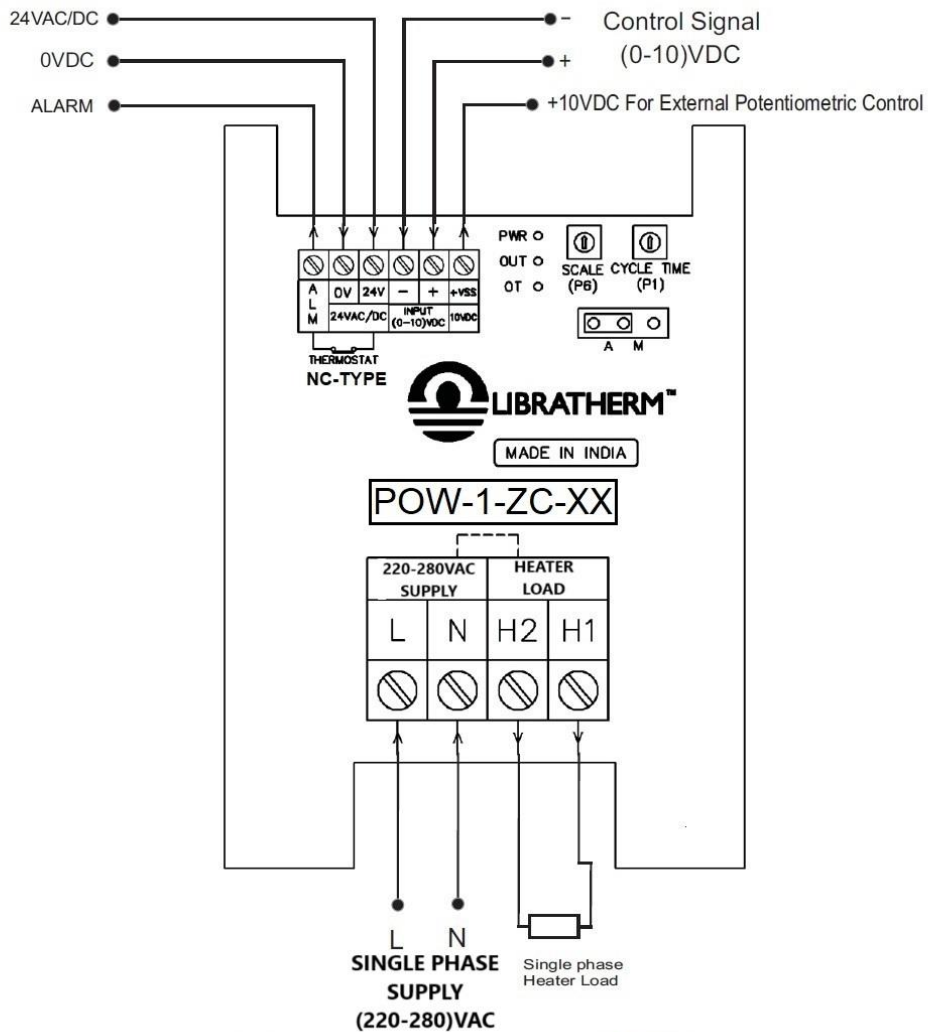 24VAC/DC
0VDC
ALARM
-
+
Control Signal
(0-10)VDC
+10VDC For External Potentiometric Control
PWR
OUT
OT
SCALE
(P6)
CYCLE TIME
(P1)
A M
ALM
0V 24V - + +VSS
24VAC/DC
INPUT
(0-10)VDC
10VDC
THERMOSTAT
NC-TYPE
LIBRATHERM™
MADE IN INDIA
POW-1-ZC-XX
220-280VAC
SUPPLY
HEATER
LOAD
L N H2 H1
L N
SINGLE PHASE
SUPPLY
(220-280)VAC
Single phase
Heater Load